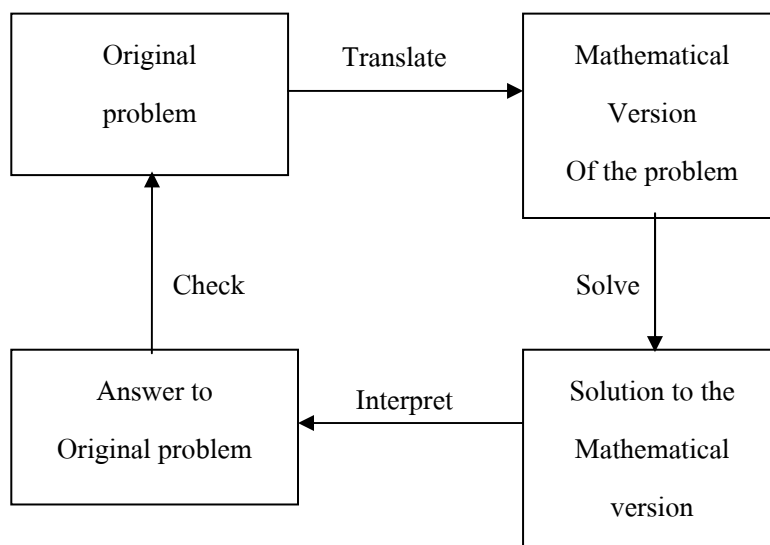 Original
problem
Translate
Mathematical
Version
Of the problem
Check
Solve
Answer to
Original problem
Interpret
Solution to the
Mathematical
version